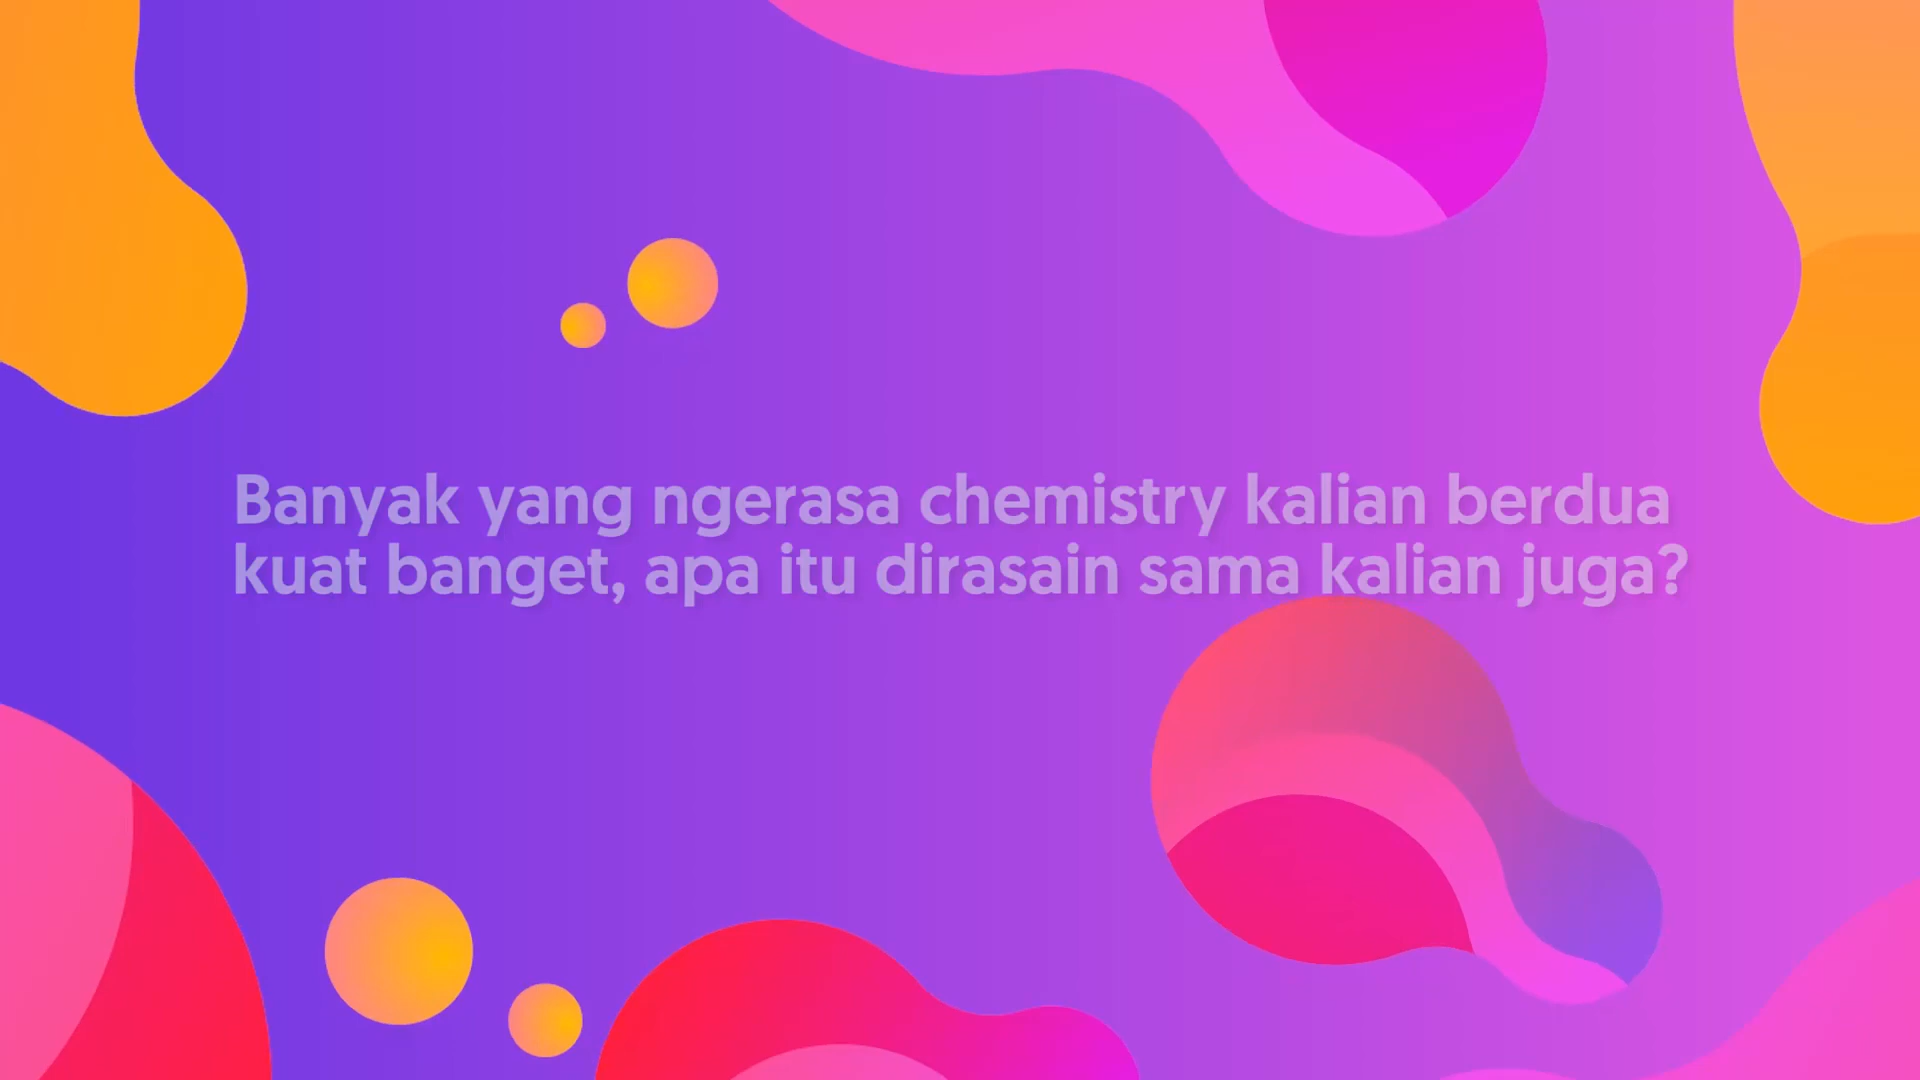 Banyak yang ngerasa chemistry kalian berdua
kuat banget, apa itu dirasain sama kalian juga?